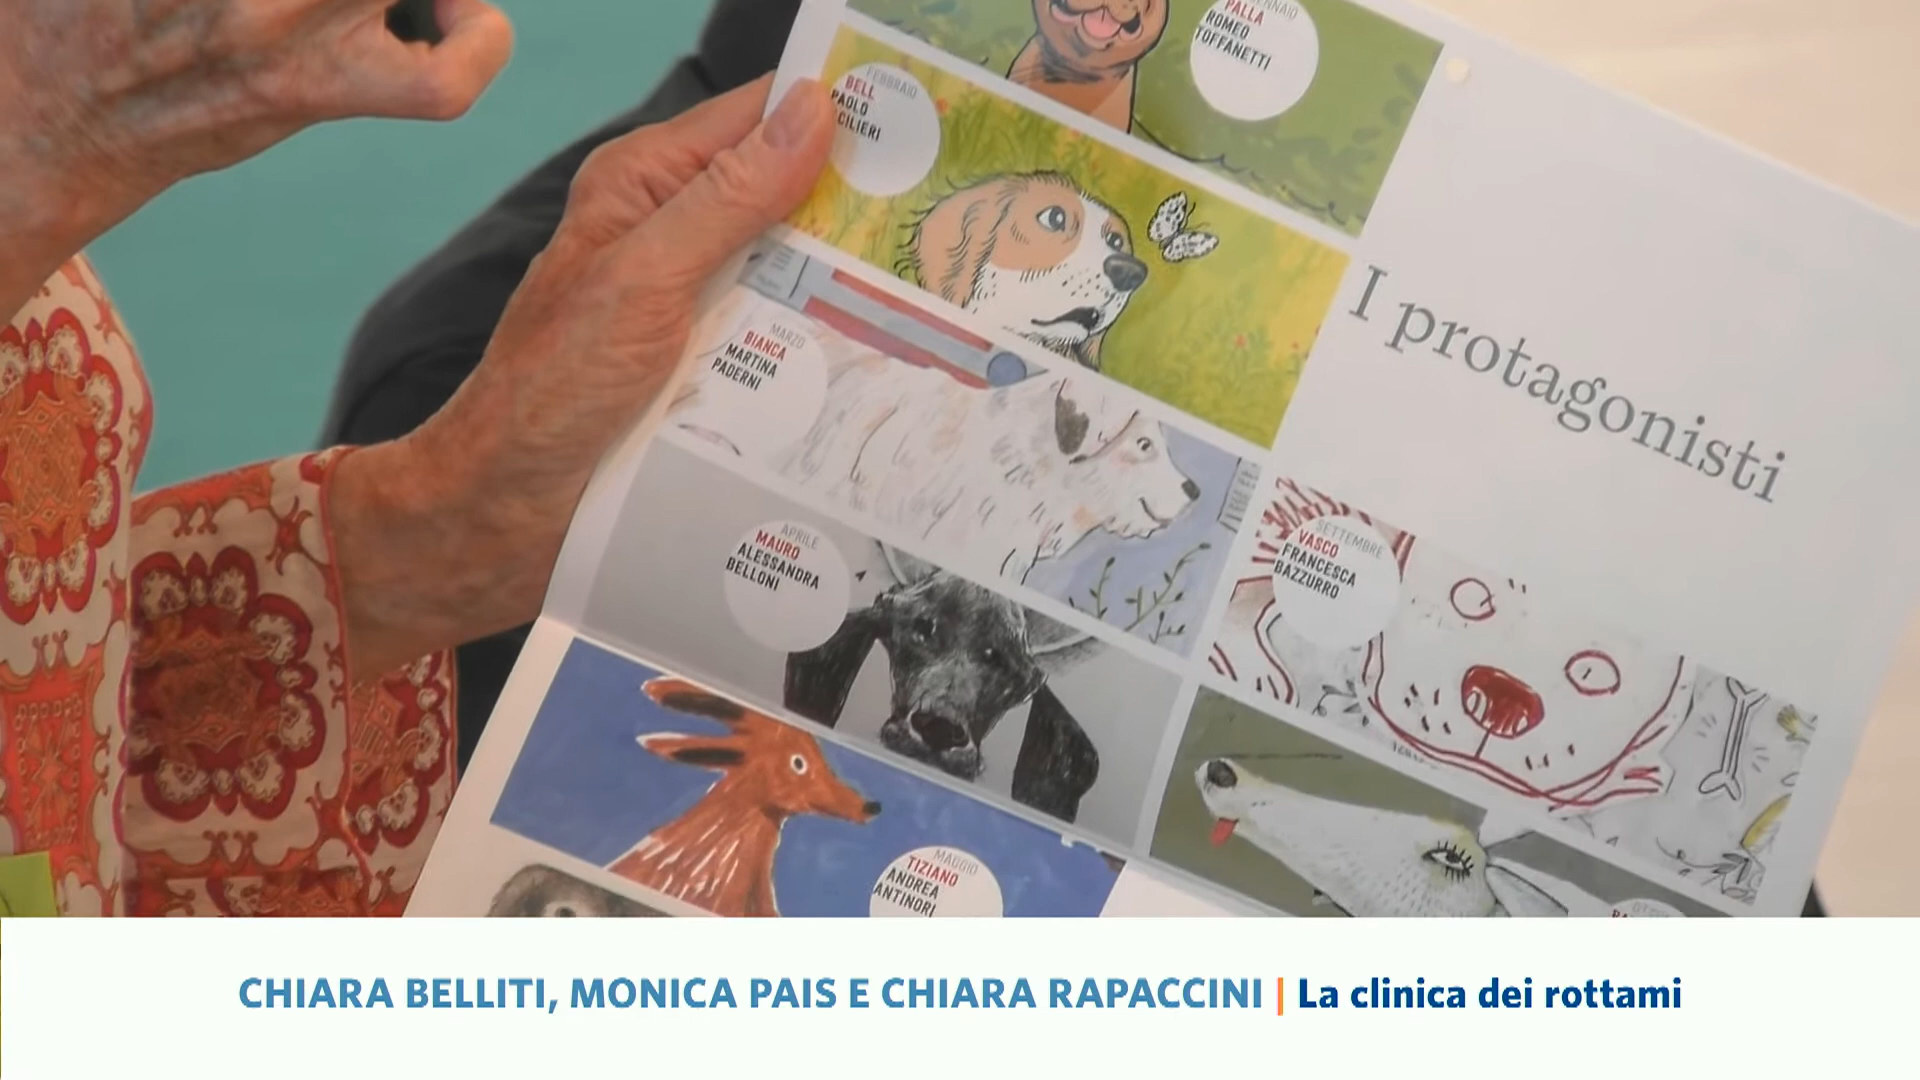 PALLA
ROMEO
TOFFANETTI
FEBBRAIO
BELL
PAOLO
MARZO
BIANCA
MARTINA
PADERNI
I protagonisti
APRILE
MAURO
ALESSANDRA
BELLONI
SETTEMBRE
VASCO
FRANCESCA
BAZZURRO
MAGGIO
TIZIANO
ANDREA
ANTINORI
CHIARA BELLITI, MONICA PAIS E CHIARA RAPACCINI | La clinica dei rottami